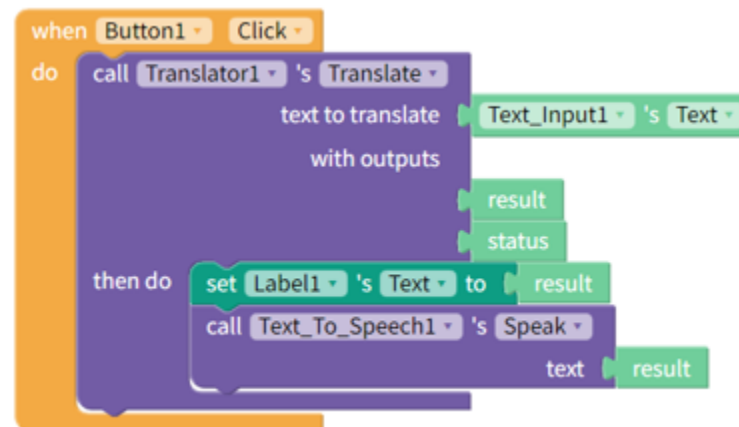 when Button1 Click
do call Translator1 's Translate
text to translate Text_Input1 's Text
with outputs
result
status
then do set Label1 's Text to result
call Text_To_Speech1 's Speak
text result